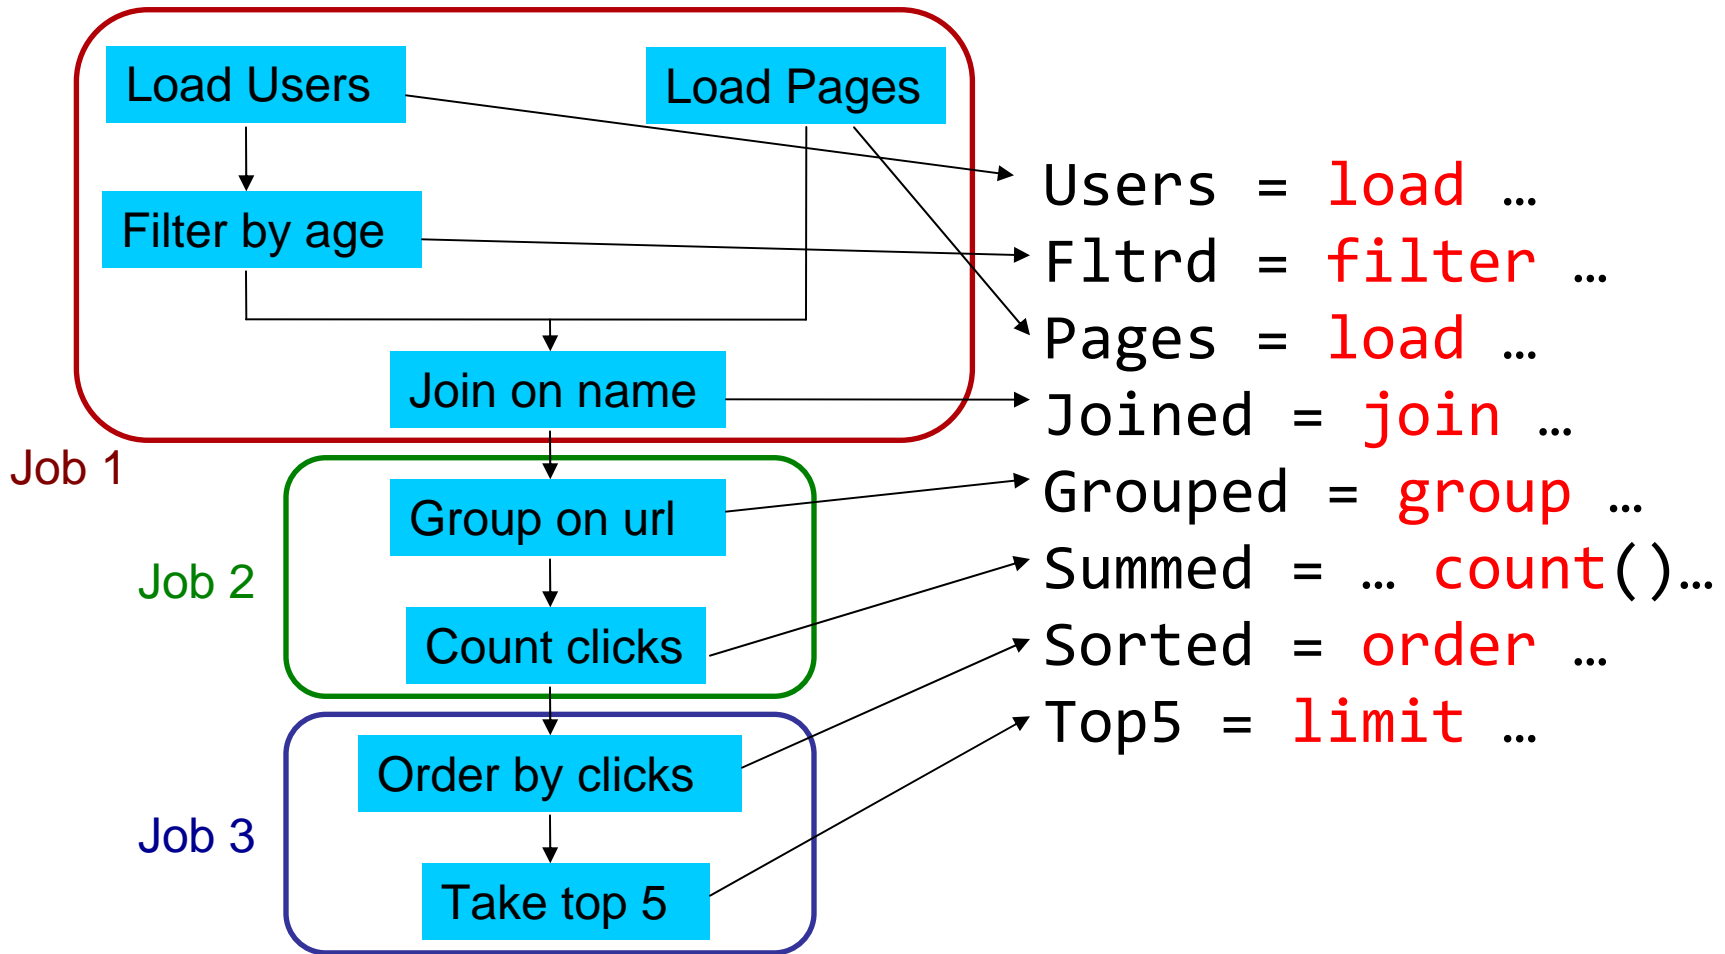 Load Users
Load Pages
Filter by age
Join on name
Job 1
Group on url
Job 2
Count clicks
Order by clicks
Job 3
Take top 5
Users = load …
Fltrd = filter …
Pages = load …
Joined = join …
Grouped = group …
Summed = … count()…
Sorted = order …
Top5 = limit …